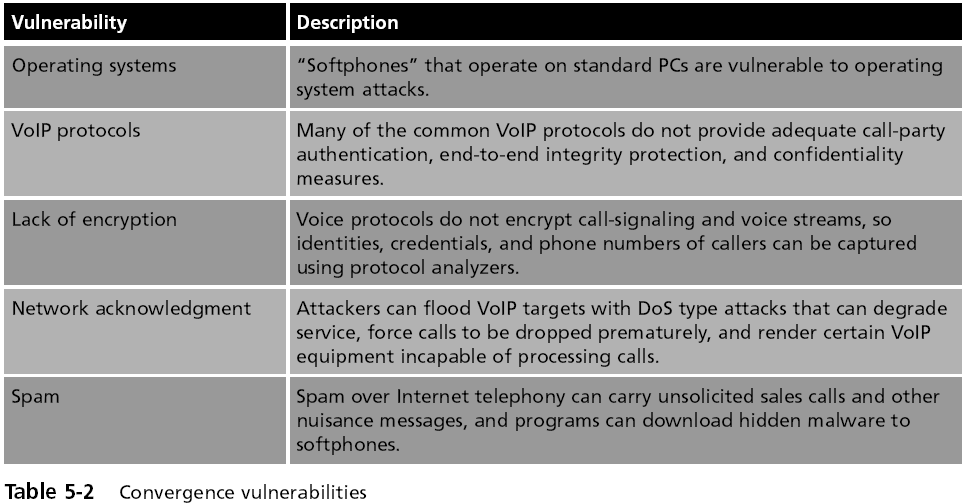 Vulnerability Description
Operating systems “Softphones” that operate on standard PCs are vulnerable to operating
system attacks.
VoIP protocols Many of the common VoIP protocols do not provide adequate call-party
authentication, end-to-end integrity protection, and confidentiality
measures.
Lack of encryption Voice protocols do not encrypt call-signaling and voice streams, so
identities, credentials, and phone numbers of callers can be captured
using protocol analyzers.
Network acknowledgment Attackers can flood VoIP targets with DoS type attacks that can degrade
service, force calls to be dropped prematurely, and render certain VoIP
equipment incapable of processing calls.
Spam Spam over Internet telephony can carry unsolicited sales calls and other
nuisance messages, and programs can download hidden malware to
softphones.
Table 5-2 Convergence vulnerabilities